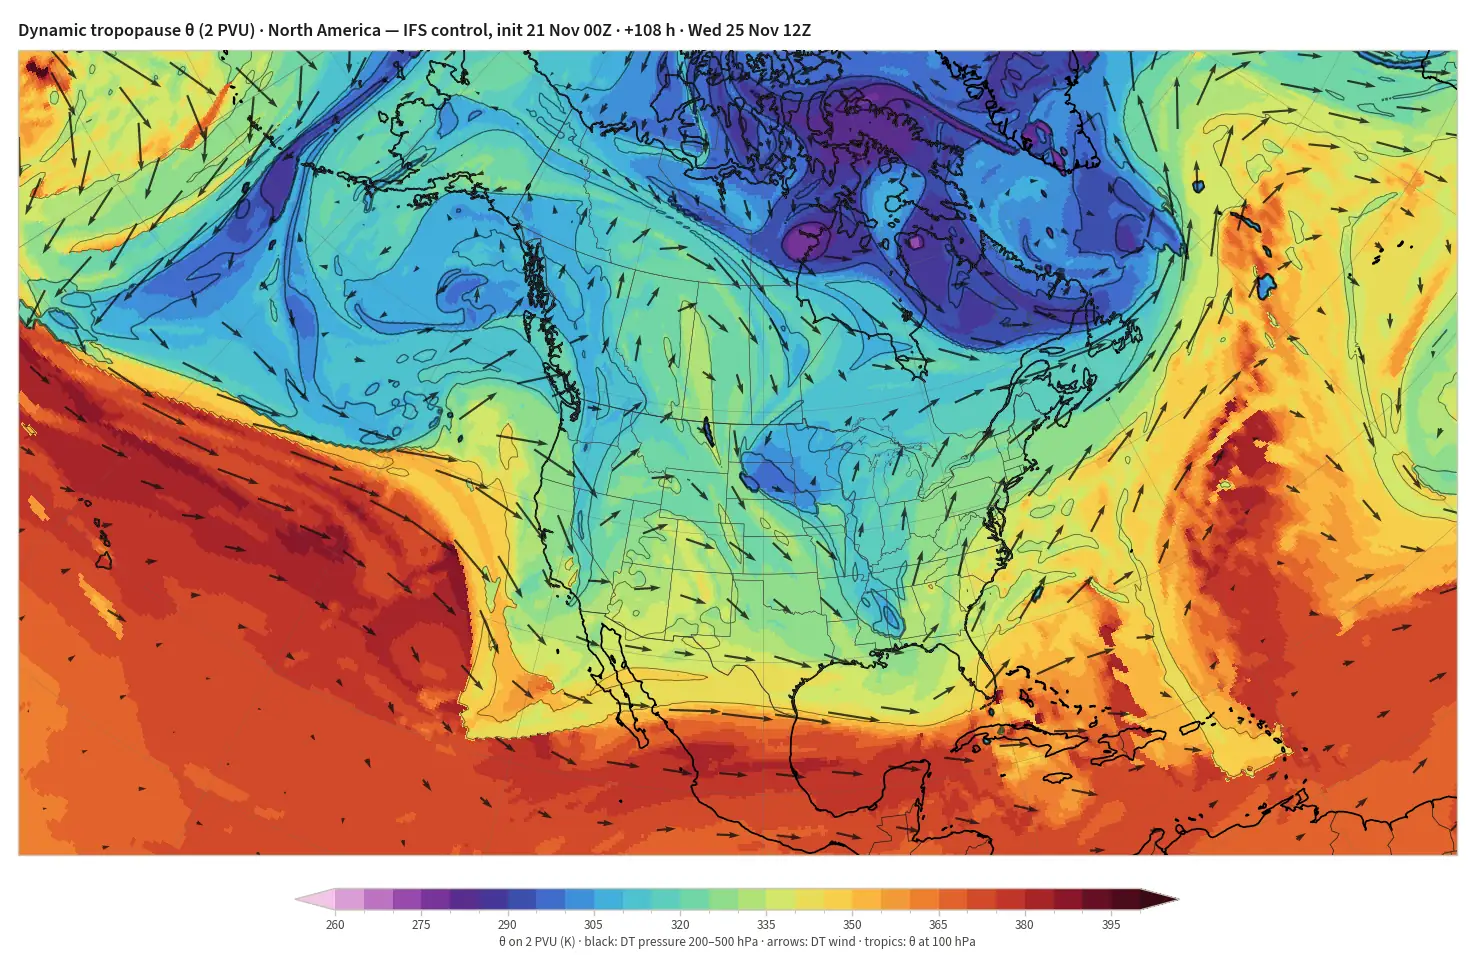 Dynamic tropopause θ (2 PVU) · North America — IFS control, init 21 Nov 00Z · +108 h · Wed 25 Nov 12Z
260 275 290 305 320 335 350 365 380 395
θ on 2 PVU (K) · black: DT pressure 200–500 hPa · arrows: DT wind · tropics: θ at 100 hPa